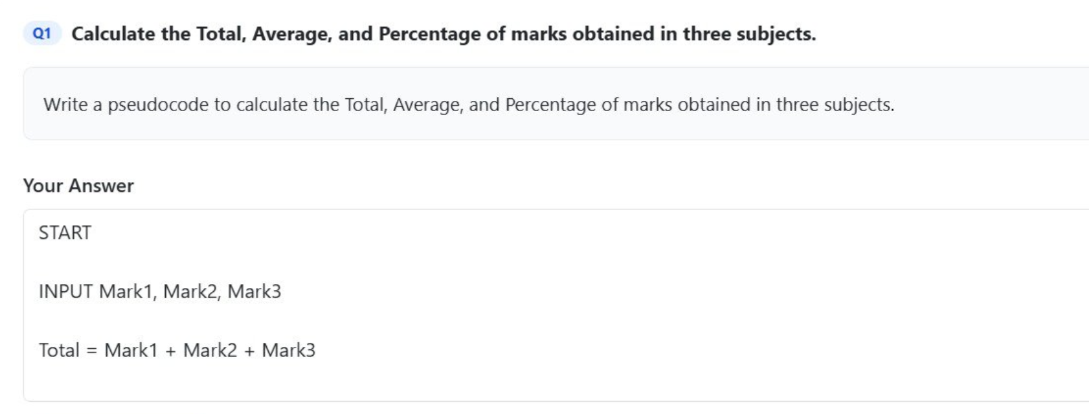 Q1 Calculate the Total, Average, and Percentage of marks obtained in three subjects.
Write a pseudocode to calculate the Total, Average, and Percentage of marks obtained in three subjects.
Your Answer
START
INPUT Mark1, Mark2, Mark3
Total = Mark1 + Mark2 + Mark3